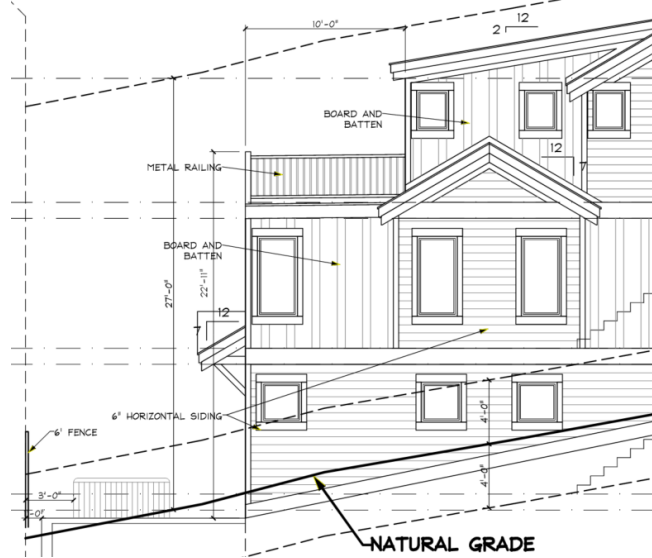 10'-0"
12
2
BOARD AND
BATTEN
12
7
METAL RAILING
BOARD AND
BATTEN
27'-0"
22'-11"
12
7
6" HORIZONTAL SIDING
4'-0"
6' FENCE
4'-0"
3'-0"
NATURAL GRADE